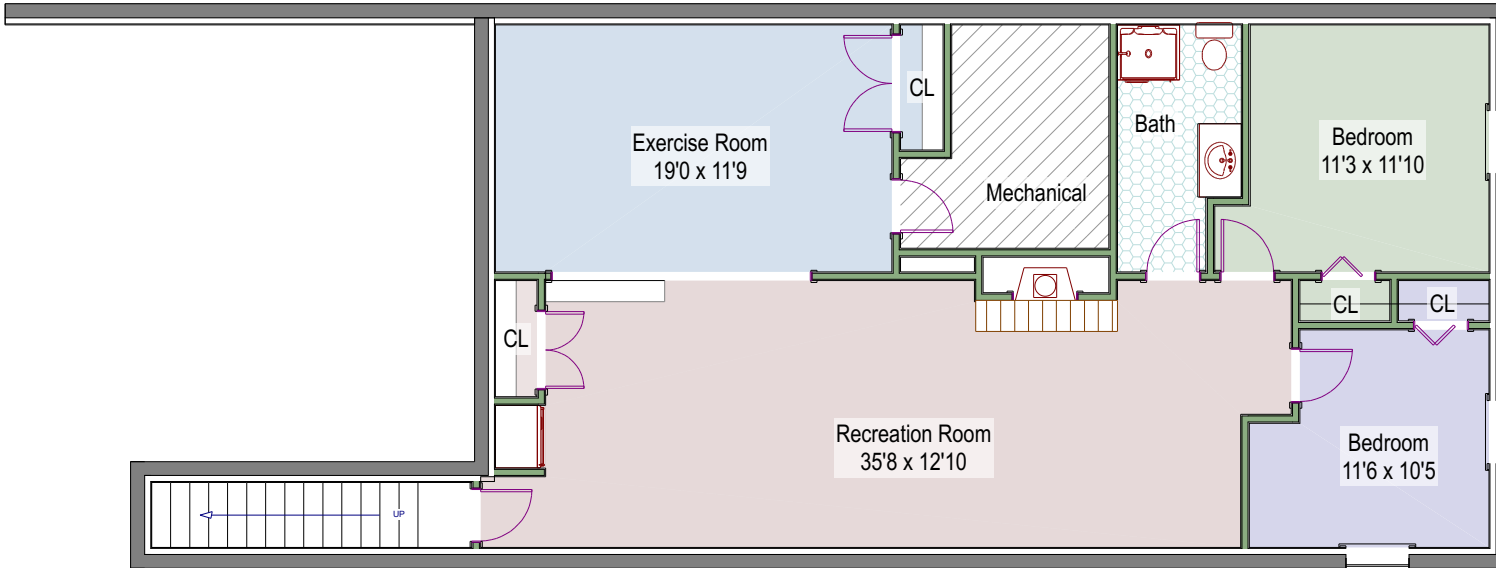 CL
Exercise Room
19'0 x 11'9
Bath
Bedroom
11'3 x 11'10
Mechanical
CL
CL
CL
Recreation Room
35'8 x 12'10
Bedroom
11'6 x 10'5
UP